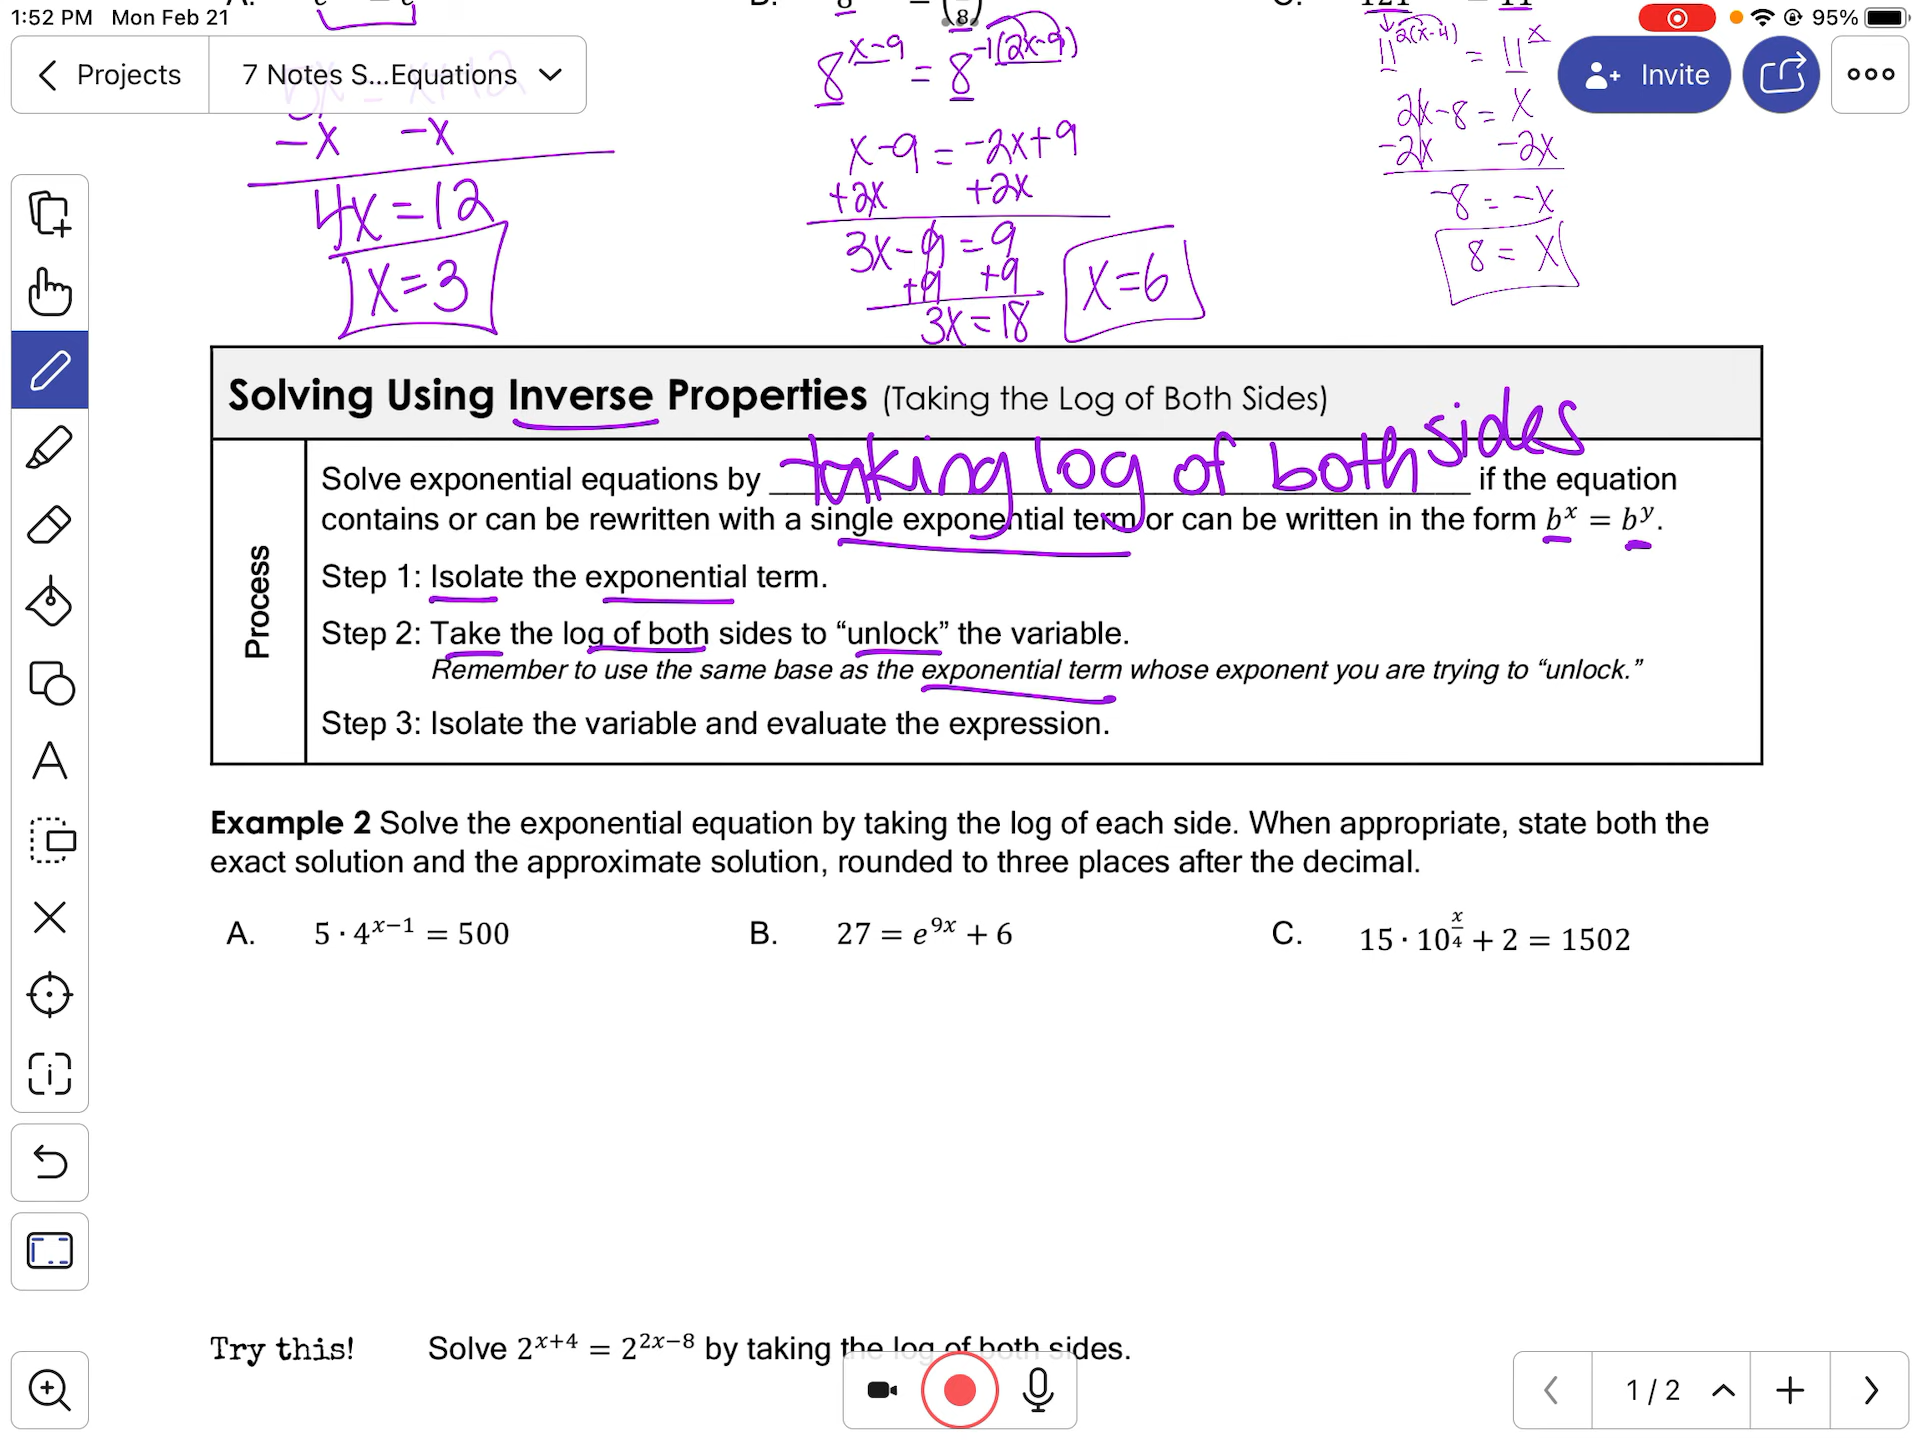 1:52 PM Mon Feb 21
95%
Projects
7 Notes S...Equations
Invite
8^{x-9} = 8^{-1(2x-9)}
11^{2(x-4)} = 11^x
-x -x
4x = 12
x = 3
x-9 = -2x+9
+2x +2x
3x-9 = 9
+9 +9
3x = 18
x = 6
2x-8 = x
-2x -2x
-8 = -x
8 = x
Solving Using Inverse Properties (Taking the Log of Both Sides)
Process
Solve exponential equations by taking log of both sides if the equation
contains or can be rewritten with a single exponential term or can be written in the form b^x = b^y.
Step 1: Isolate the exponential term.
Step 2: Take the log of both sides to “unlock” the variable.
Remember to use the same base as the exponential term whose exponent you are trying to “unlock.”
Step 3: Isolate the variable and evaluate the expression.
Example 2 Solve the exponential equation by taking the log of each side. When appropriate, state both the
exact solution and the approximate solution, rounded to three places after the decimal.
A. 5 · 4^{x−1} = 500
B. 27 = e^{9x} + 6
C. 15 · 10^{x/4} + 2 = 1502
Try this! Solve 2^{x+4} = 2^{2x−8} by taking the log of both sides.
1 / 2